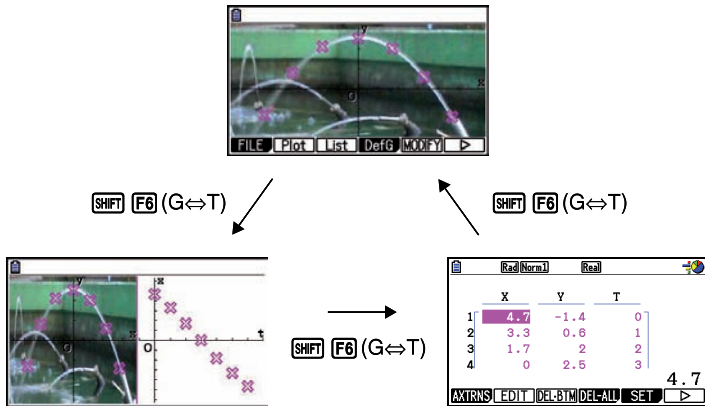 y
x
O
FILE Plot List DefG MODIFY ▷
SHIFT F6 (G⇔T)
SHIFT F6 (G⇔T)
y x
x t
O O
SHIFT F6 (G⇔T)
Rad Norm1 Real
X Y T
1 4.7 -1.4 0
2 3.3 0.6 1
3 1.7 2 2
4 0 2.5 3
4.7
AXTRNS EDIT DEL-BTM DEL-ALL SET ▷